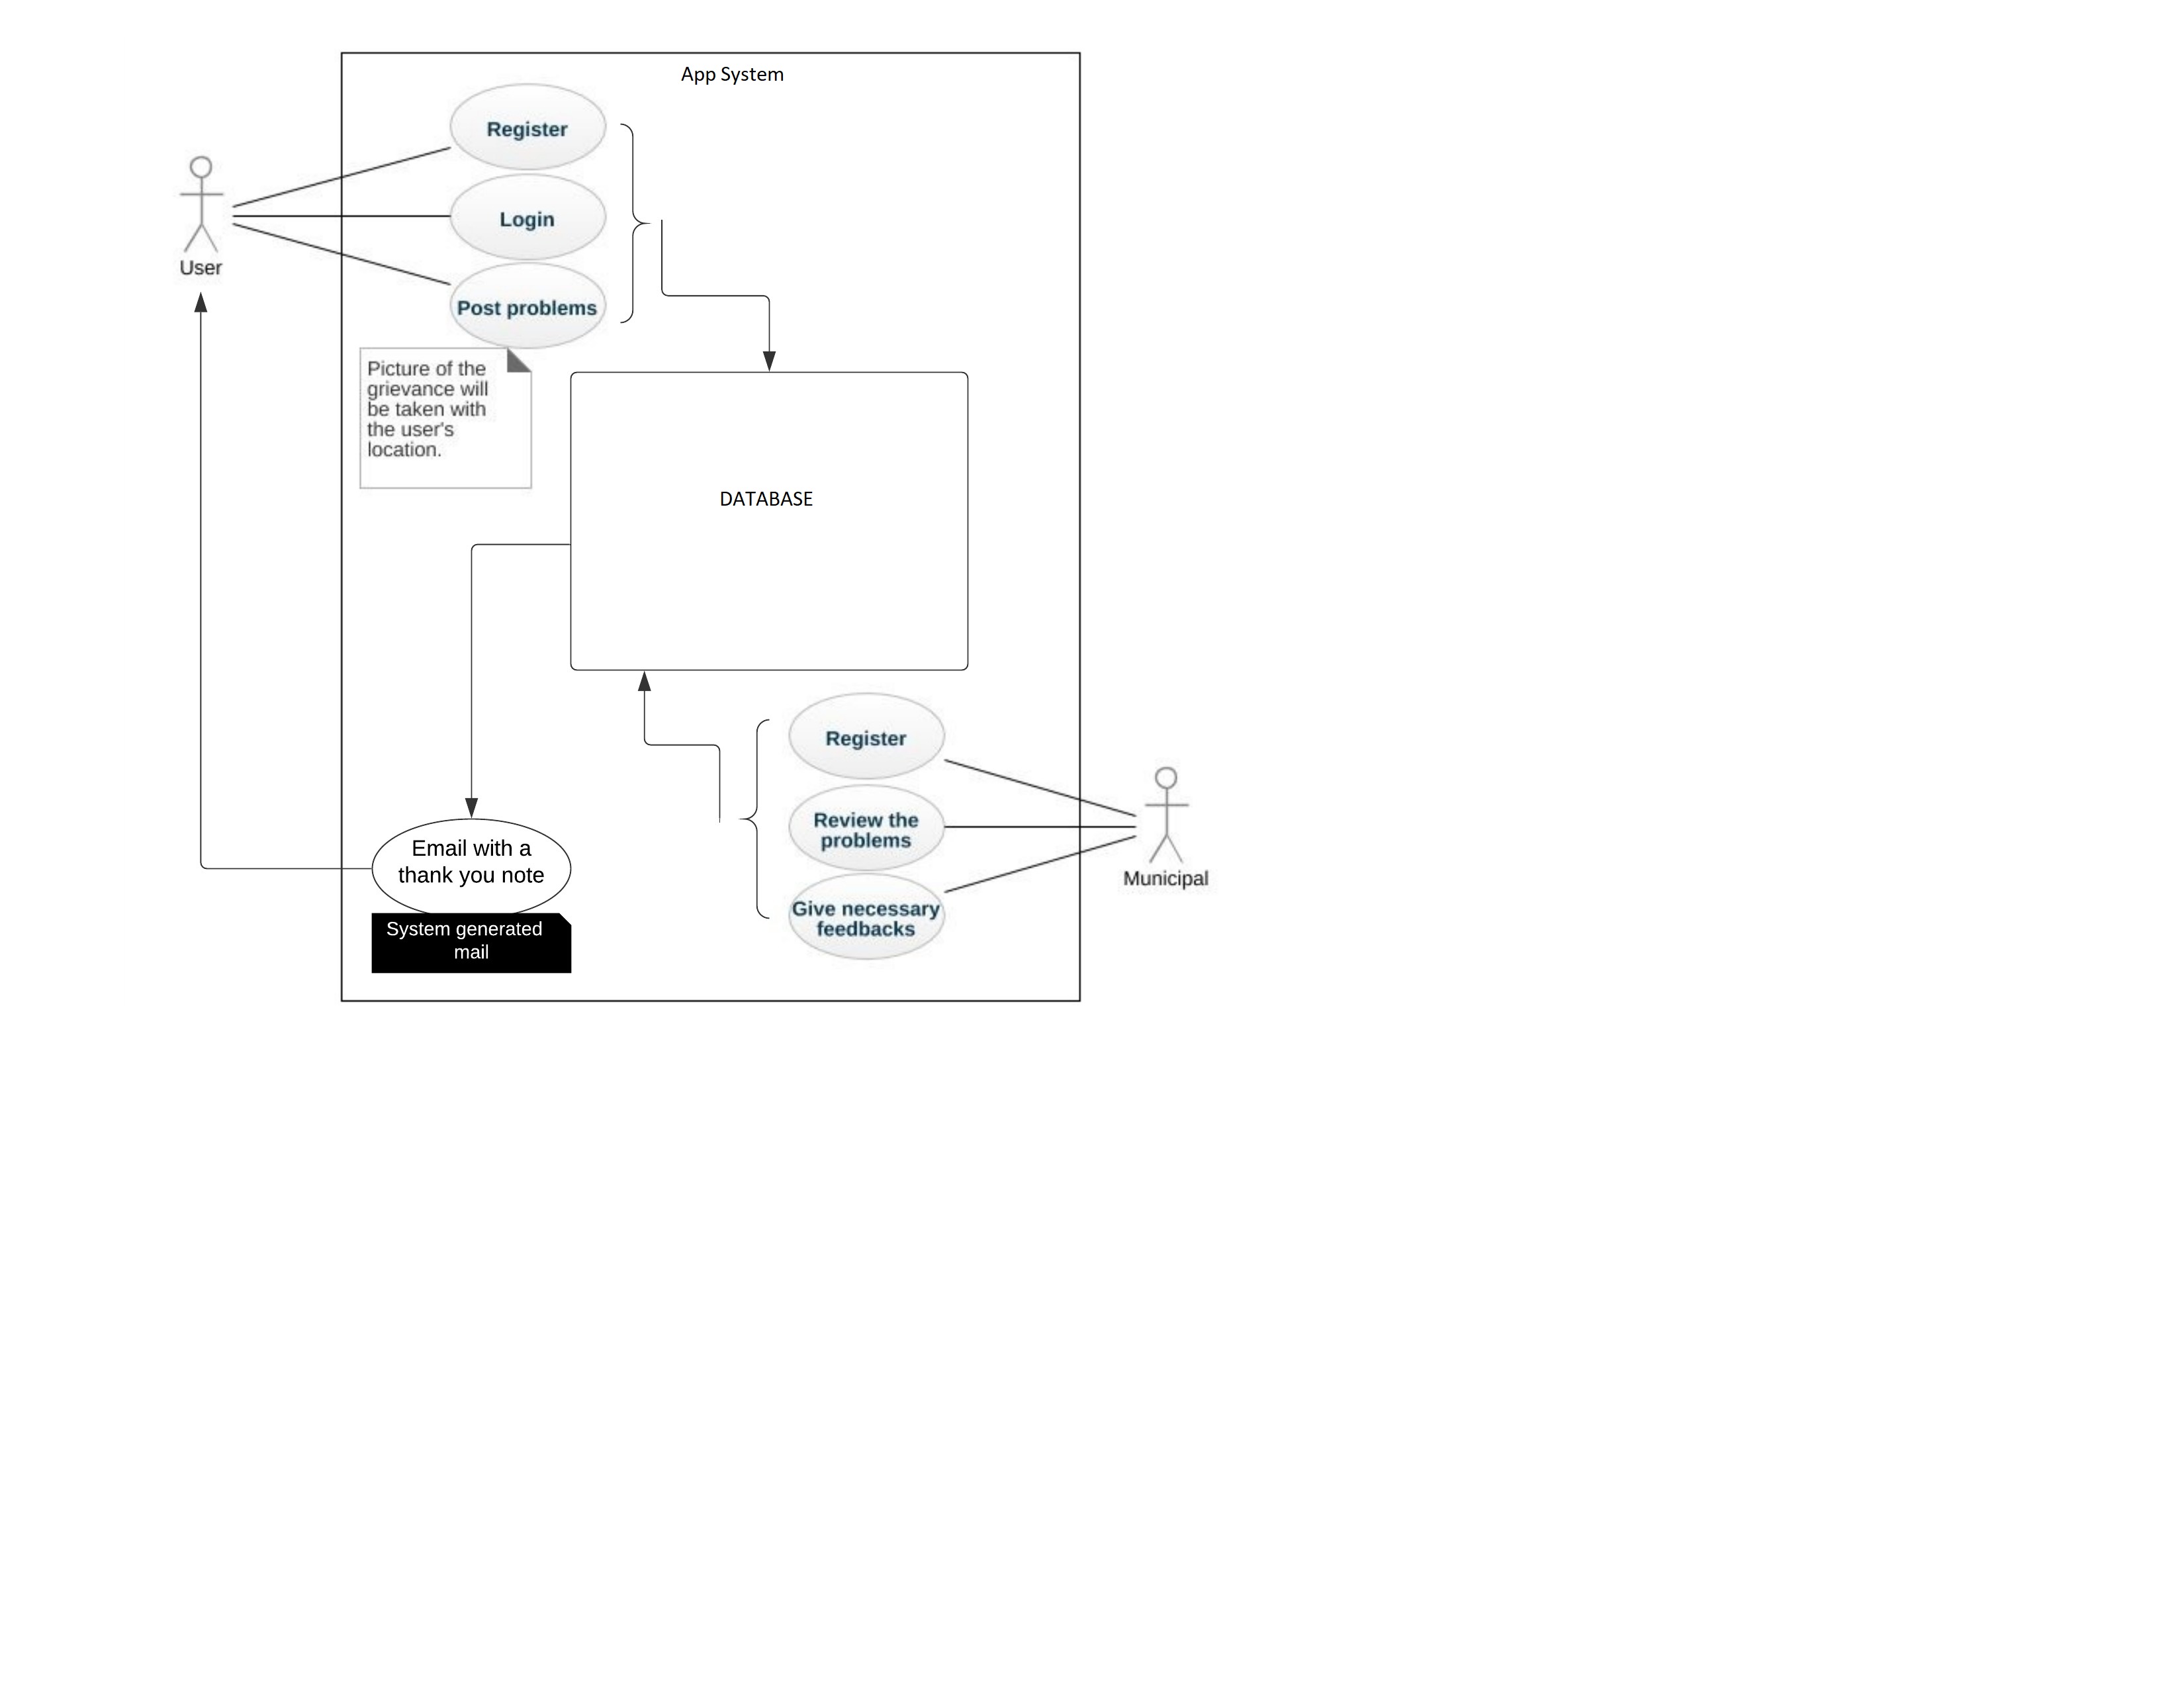 App System
Register
Login
User
Post problems
Picture of the
grievance will
be taken with
the user's
location.
DATABASE
Register
Review the
problems
Municipal
Give necessary
feedbacks
Email with a
thank you note
System generated
mail